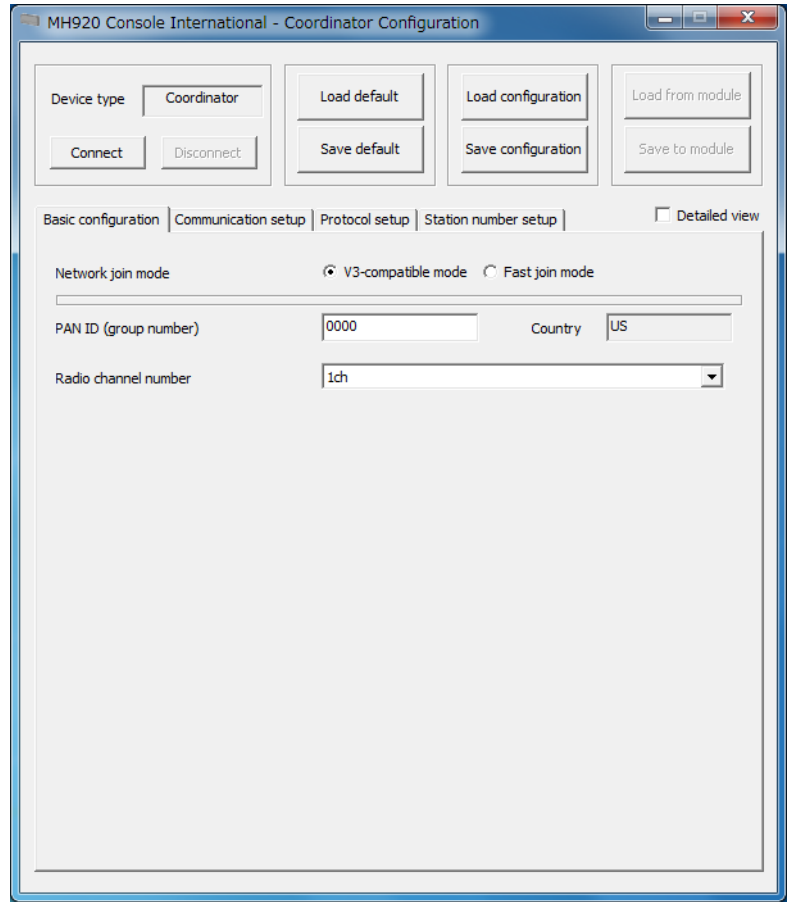 MH920 Console International - Coordinator Configuration
Device type Coordinator Load default Load configuration Load from module
Connect Disconnect Save default Save configuration Save to module
Basic configuration Communication setup Protocol setup Station number setup Detailed view
Network join mode V3-compatible mode Fast join mode
PAN ID (group number) 0000 Country US
Radio channel number 1ch